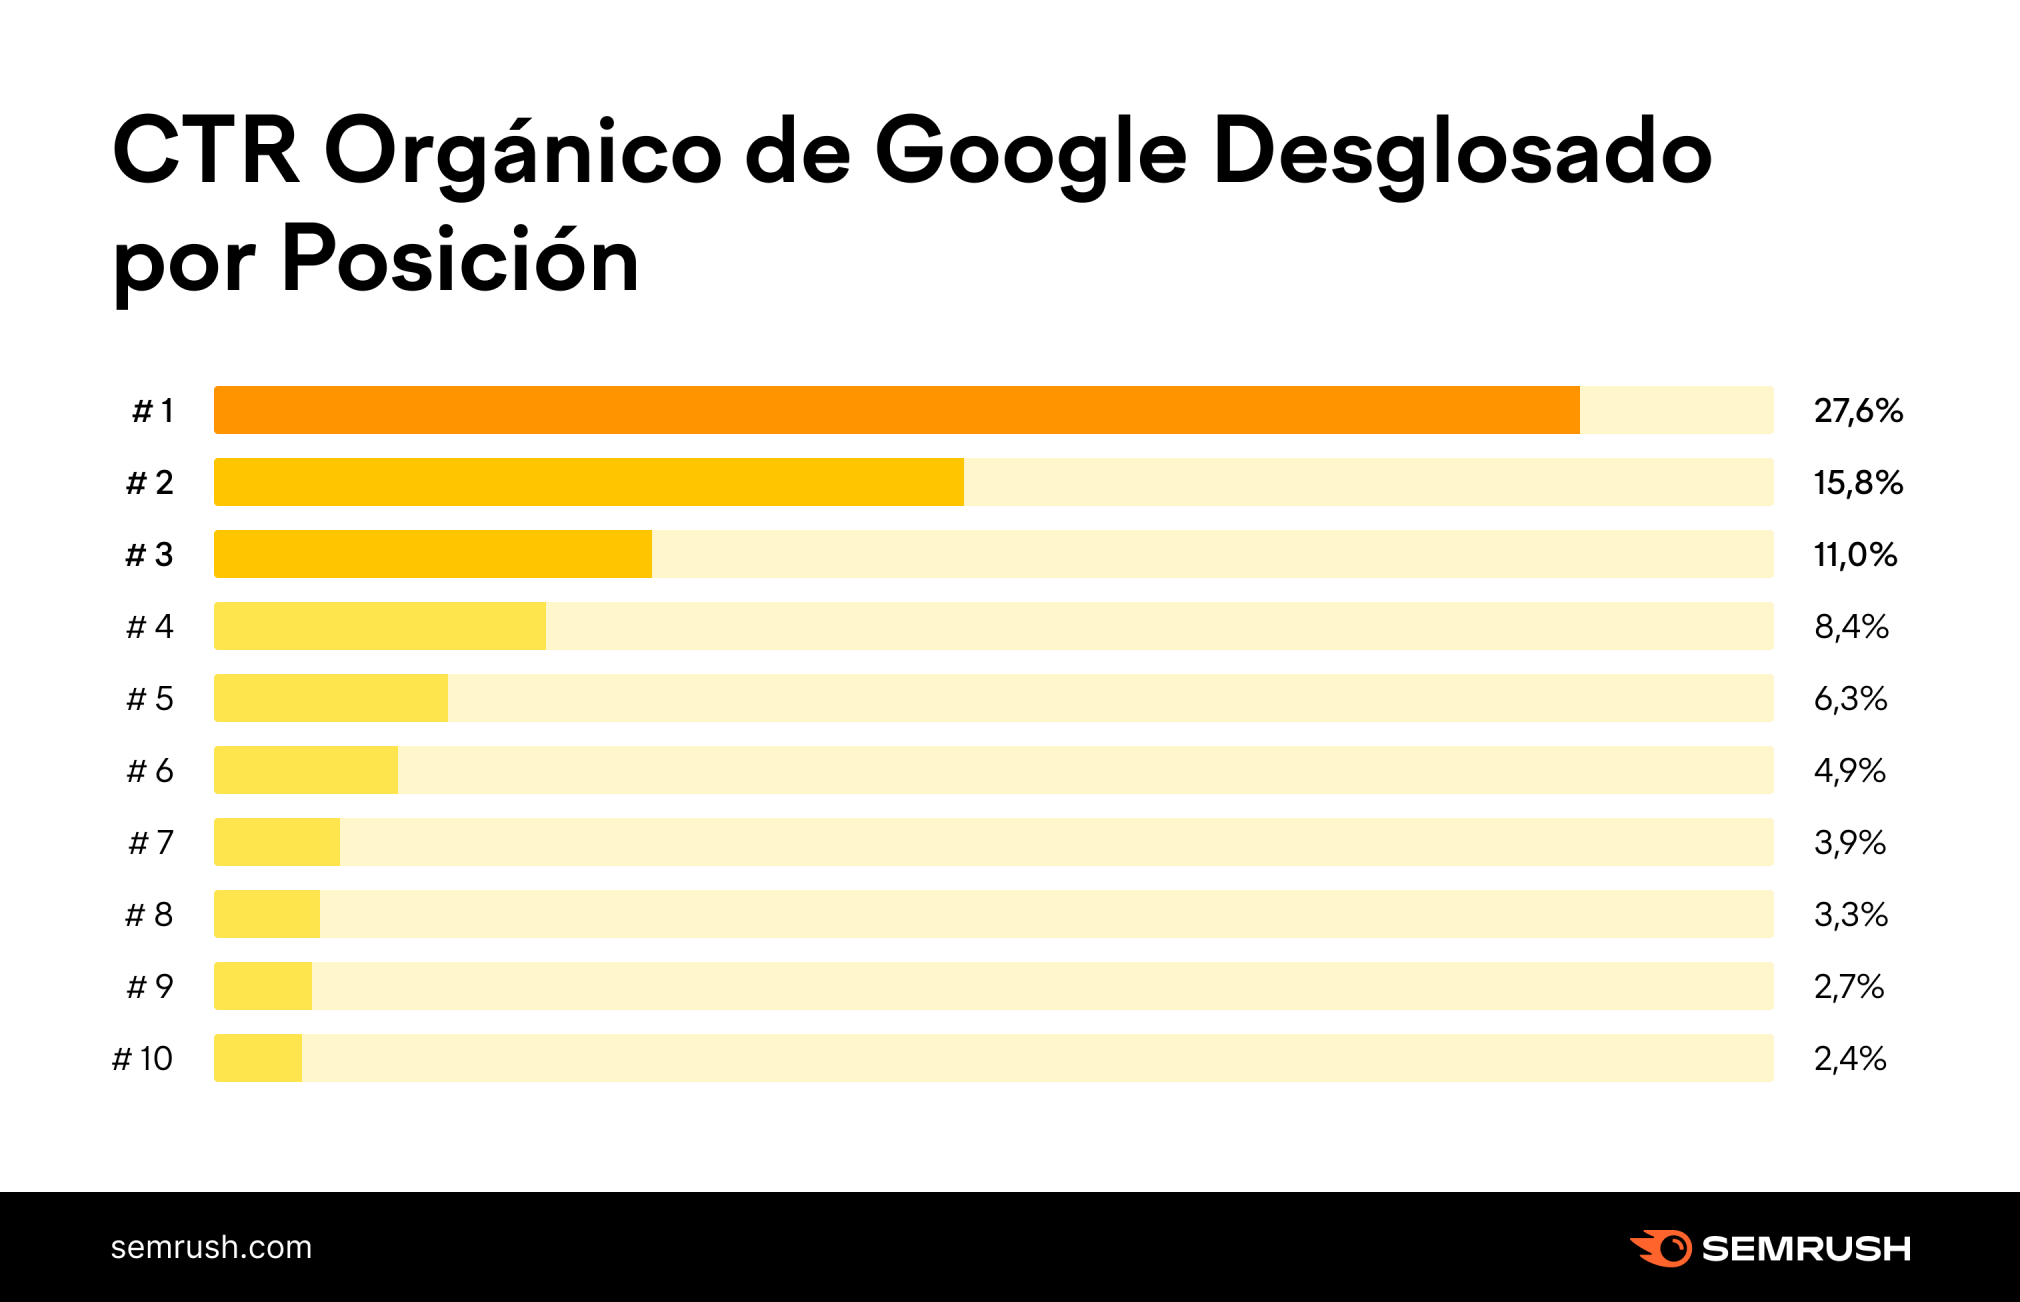 CTR Orgánico de Google Desglosado
por Posición
# 1 27,6%
# 2 15,8%
# 3 11,0%
# 4 8,4%
# 5 6,3%
# 6 4,9%
# 7 3,9%
# 8 3,3%
# 9 2,7%
# 10 2,4%
semrush.com SEMRUSH